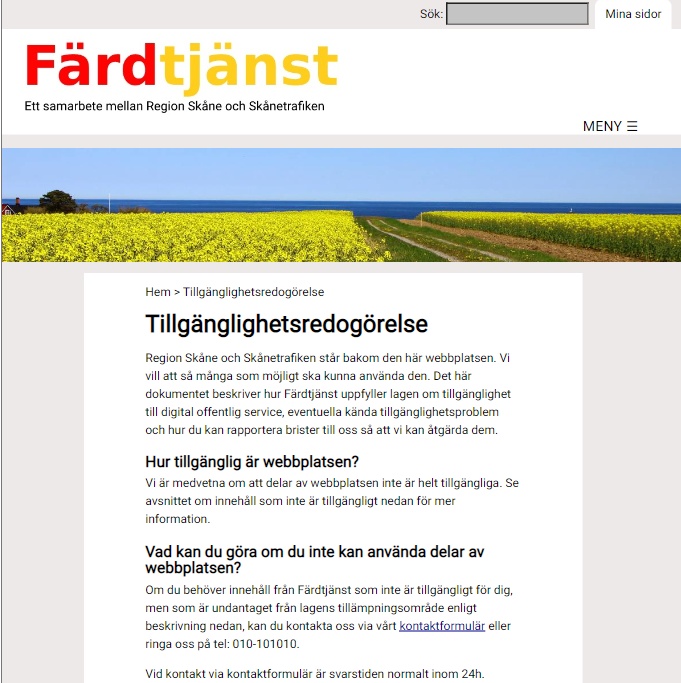 Sök:
Mina sidor
Färdtjänst
Ett samarbete mellan Region Skåne och Skånetrafiken
MENY ☰
Hem > Tillgänglighetsredogörelse
Tillgänglighetsredogörelse
Region Skåne och Skånetrafiken står bakom den här webbplatsen. Vi
vill att så många som möjligt ska kunna använda den. Det här
dokumentet beskriver hur Färdtjänst uppfyller lagen om tillgänglighet
till digital offentlig service, eventuella kända tillgänglighetsproblem
och hur du kan rapportera brister till oss så att vi kan åtgärda dem.
Hur tillgänglig är webbplatsen?
Vi är medvetna om att delar av webbplatsen inte är helt tillgängliga. Se
avsnittet om innehåll som inte är tillgängligt nedan för mer
information.
Vad kan du göra om du inte kan använda delar av
webbplatsen?
Om du behöver innehåll från Färdtjänst som inte är tillgängligt för dig,
men som är undantaget från lagens tillämpningsområde enligt
beskrivning nedan, kan du kontakta oss via vårt kontaktformulär eller
ringa oss på tel: 010-101010.
Vid kontakt via kontaktformulär är svarstiden normalt inom 24h.